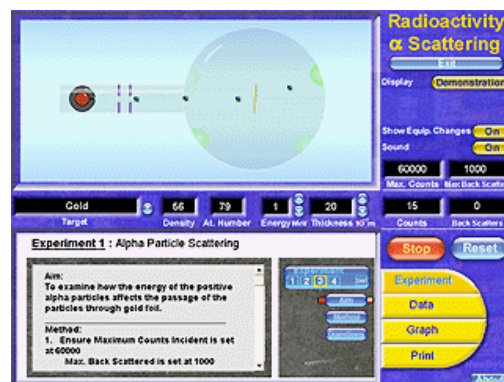 Radioactivity
α Scattering
Exit
Display Demonstration
Show Equip. Changes On
Sound On
60000 1000
Max. Counts Max Back Scatter
Gold 56 79 1 20 15 0
Target Density At. Number Energy MeV Thickness Counts Back Scatters
Experiment 1 : Alpha Particle Scattering
Stop Reset
Aim:
To examine how the energy of the positive
alpha particles affects the passage of the
particles through gold foil.
Method:
1. Ensure Maximum Counts Incident is set
at 60000
Max. Back Scattered is set at 1000
Experiment
1 2 3 4
Aim
Method
Experiment
Data
Graph
Print
About